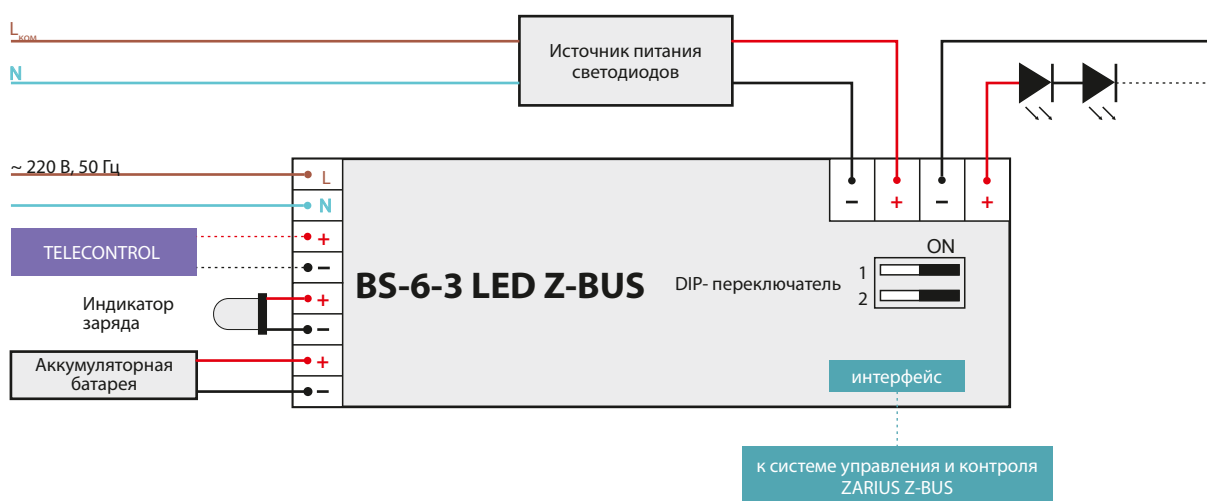 Lком
N
Источник питания
светодиодов
~ 220 В, 50 Гц
L
N
TELECONTROL
+
−
Индикатор
заряда
+
−
Аккумуляторная
батарея
+
−
BS-6-3 LED Z-BUS
− + − +
DIP- переключатель
ON
1
2
интерфейс
к системе управления и контроля
ZARIUS Z-BUS